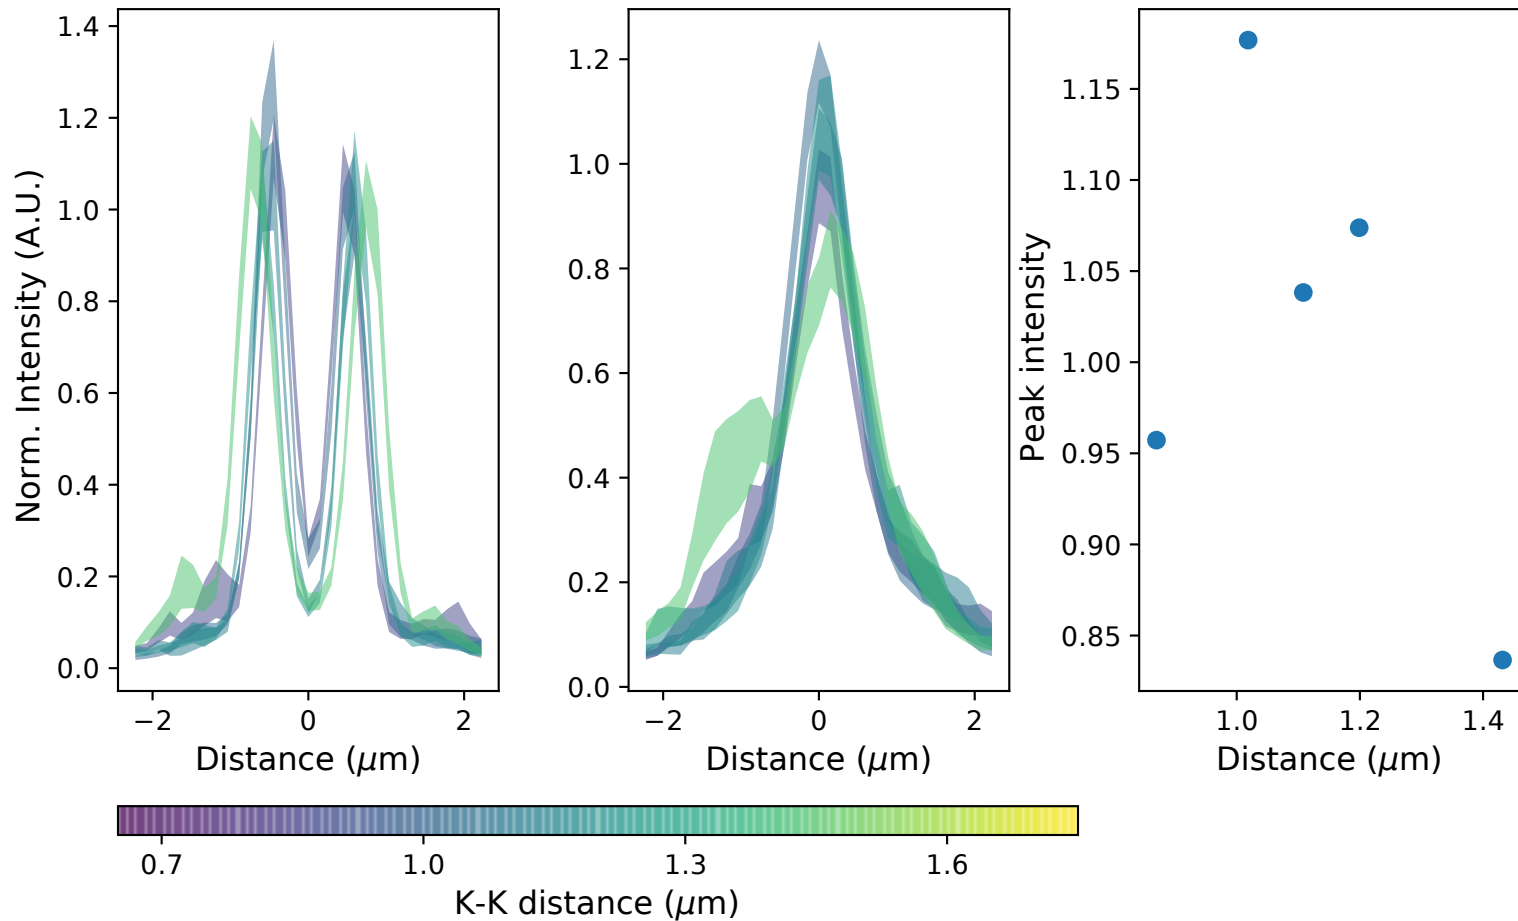 Norm. Intensity (A.U.)
1.4
1.2
1.0
0.8
0.6
0.4
0.2
0.0
−2 0 2
Distance (μm)
1.2
1.0
0.8
0.6
0.4
0.2
0.0
−2 0 2
Distance (μm)
Peak intensity
1.15
1.10
1.05
1.00
0.95
0.90
0.85
1.0 1.2 1.4
Distance (μm)
0.7 1.0 1.3 1.6
K-K distance (μm)